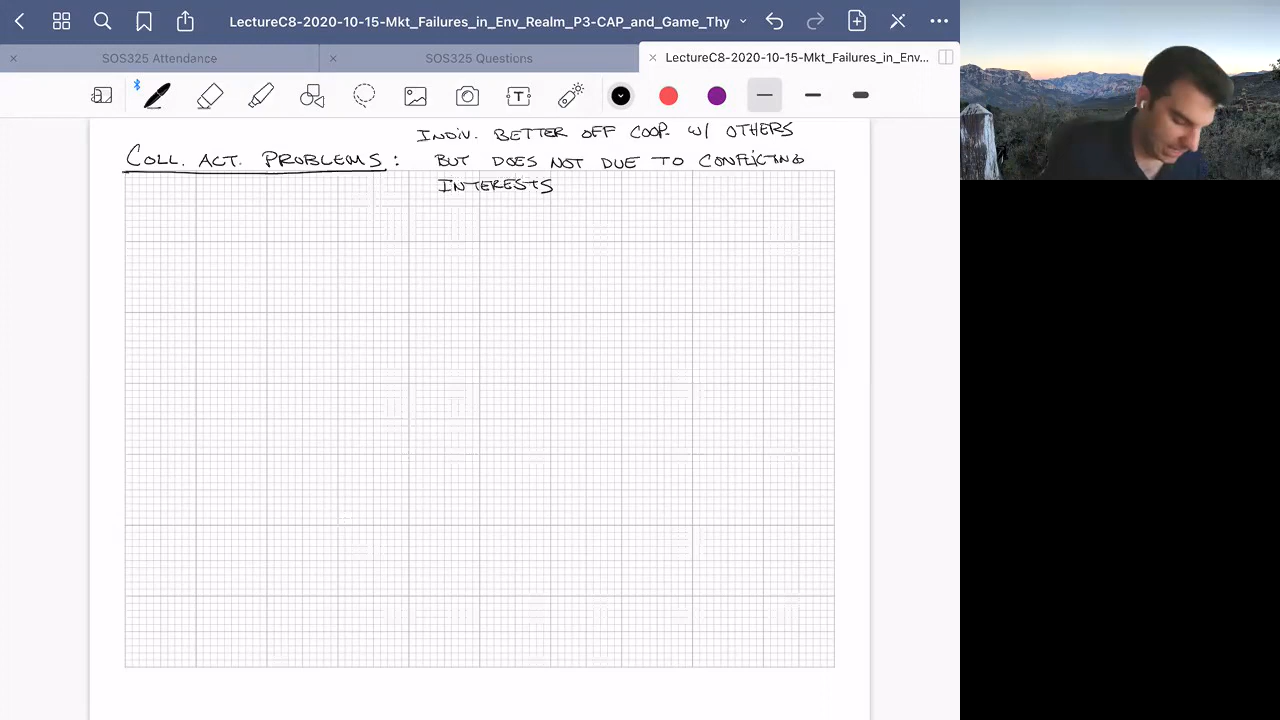 LectureC8-2020-10-15-Mkt_Failures_in_Env_Realm_P3-CAP_and_Game_Thy
SOS325 Attendance
SOS325 Questions
LectureC8-2020-10-15-Mkt_Failures_in_Env...
INDIV. BETTER OFF COOP. W/ OTHERS
COLL. ACT. PROBLEMS: BUT DOES NOT DUE TO CONFLICTING
INTERESTS